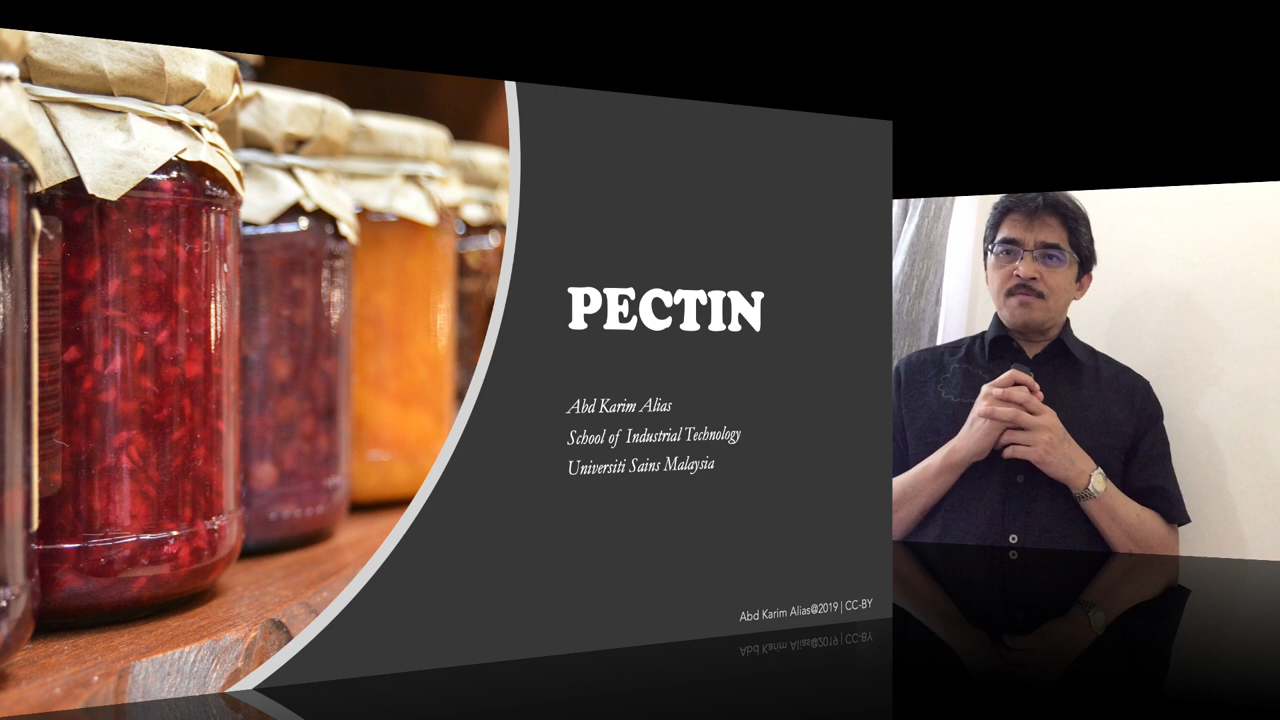 PECTIN
Abd Karim Alias
School of Industrial Technology
Universiti Sains Malaysia
Abd Karim Alias@2019 | CC-BY